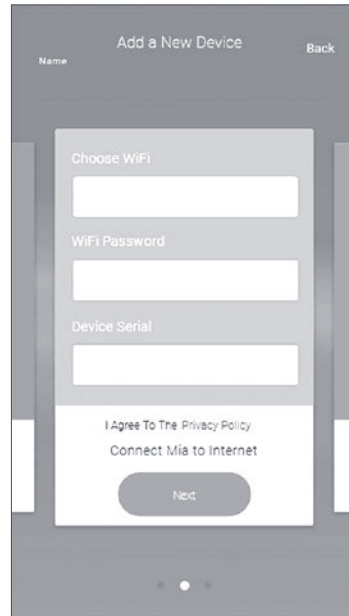 Add a New Device
Back
Name
Choose WiFi
WiFi Password
Device Serial
I Agree To The Privacy Policy
Connect Mia to Internet
Next